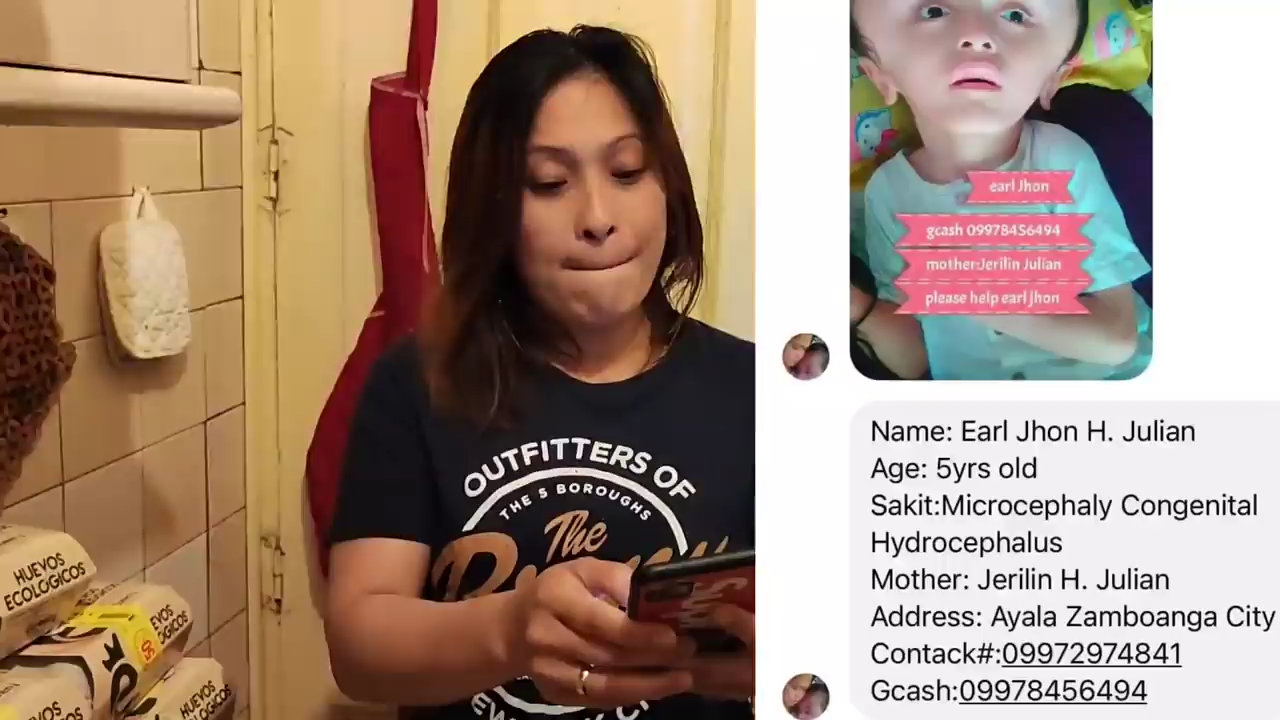 earl Jhon
gcash 09978456494
mother:Jerilin Julian
please help earl jhon
Name: Earl Jhon H. Julian
Age: 5yrs old
Sakit:Microcephaly Congenital
Hydrocephalus
Mother: Jerilin H. Julian
Address: Ayala Zamboanga City
Contack#:09972974841
Gcash:09978456494
OUTFITTERS OF
THE 5 BOROUGHS
The
HUEVOS
ECOLÓGICOS
HUEVOS